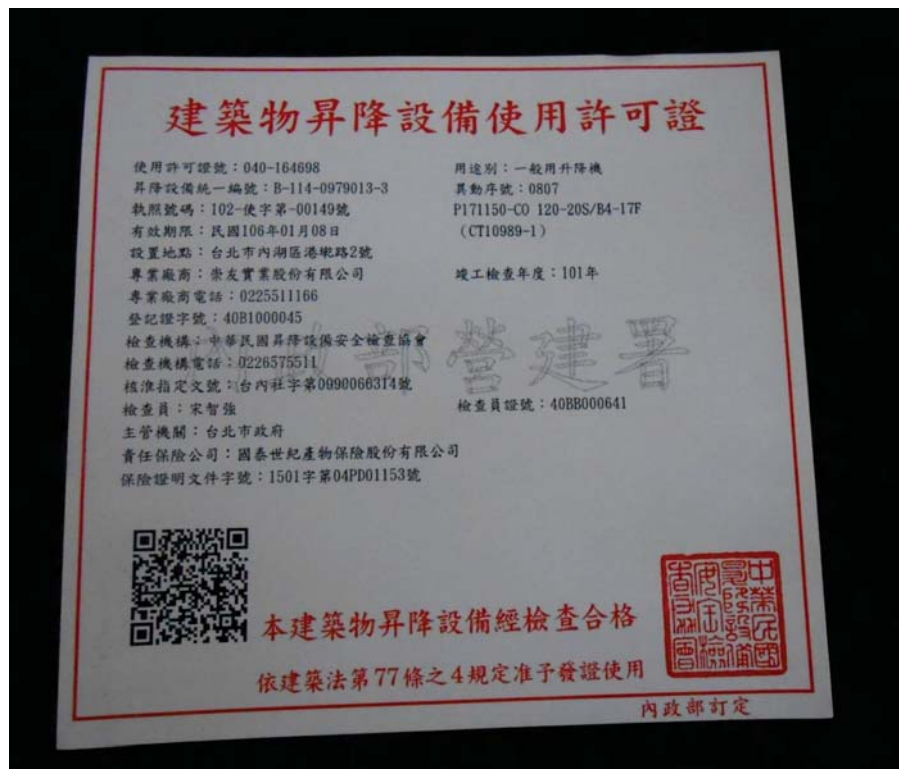 建築物昇降設備使用許可證
使用許可證號：040-164698
用途別：一般用升降機
昇降設備統一編號：B-114-0979013-3
異動序號：0807
執照號碼：102-使字第-00149號
P171150-CO 120-20S/B4-17F
有效期限：民國106年01月08日
(CT10989-1)
設置地點：台北市內湖區港墘路2號
專業廠商：崇友實業股份有限公司
竣工檢查年度：101年
專業廠商電話：0225511166
登記證字號：40B1000045
檢查機構：中華民國昇降設備安全檢查協會
檢查機構電話：0226575511
核准指定文號：台內社字第0990066314號
檢查員：宋智強
檢查員證號：40BB000641
主管機關：台北市政府
責任保險公司：國泰世紀產物保險股份有限公司
保險證明文件字號：1501字第04PD01153號
內政部營建署
本建築物昇降設備經檢查合格
依建築法第77條之4規定准予發證使用
中華民國昇降設備安全檢查協會
內政部訂定